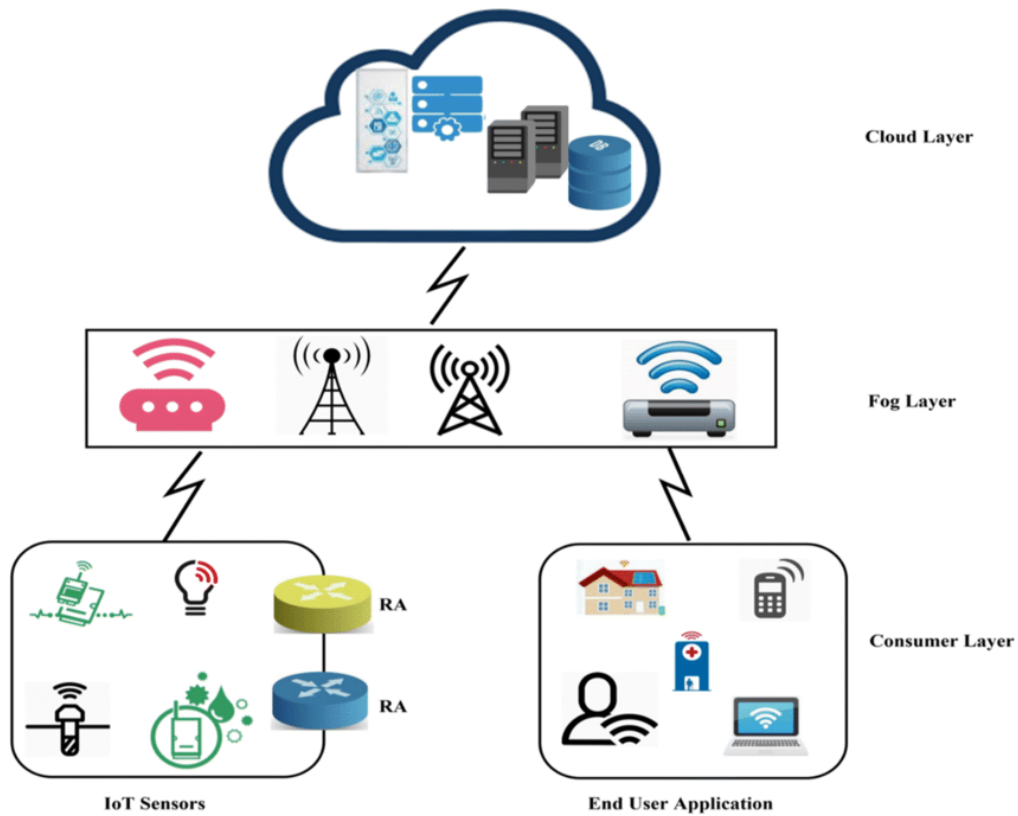 Cloud Layer
Fog Layer
RA
Consumer Layer
RA
IoT Sensors
End User Application